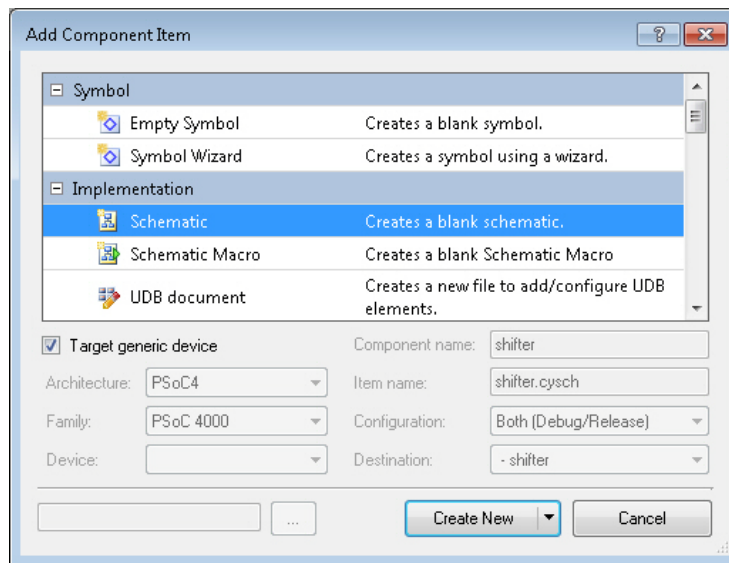 Add Component Item
Symbol
Empty Symbol Creates a blank symbol.
Symbol Wizard Creates a symbol using a wizard.
Implementation
Schematic Creates a blank schematic.
Schematic Macro Creates a blank Schematic Macro
UDB document Creates a new file to add/configure UDB
elements.
Target generic device Component name: shifter
Architecture: PSoC4 Item name: shifter.cysch
Family: PSoC 4000 Configuration: Both (Debug/Release)
Device: Destination: - shifter
... Create New Cancel